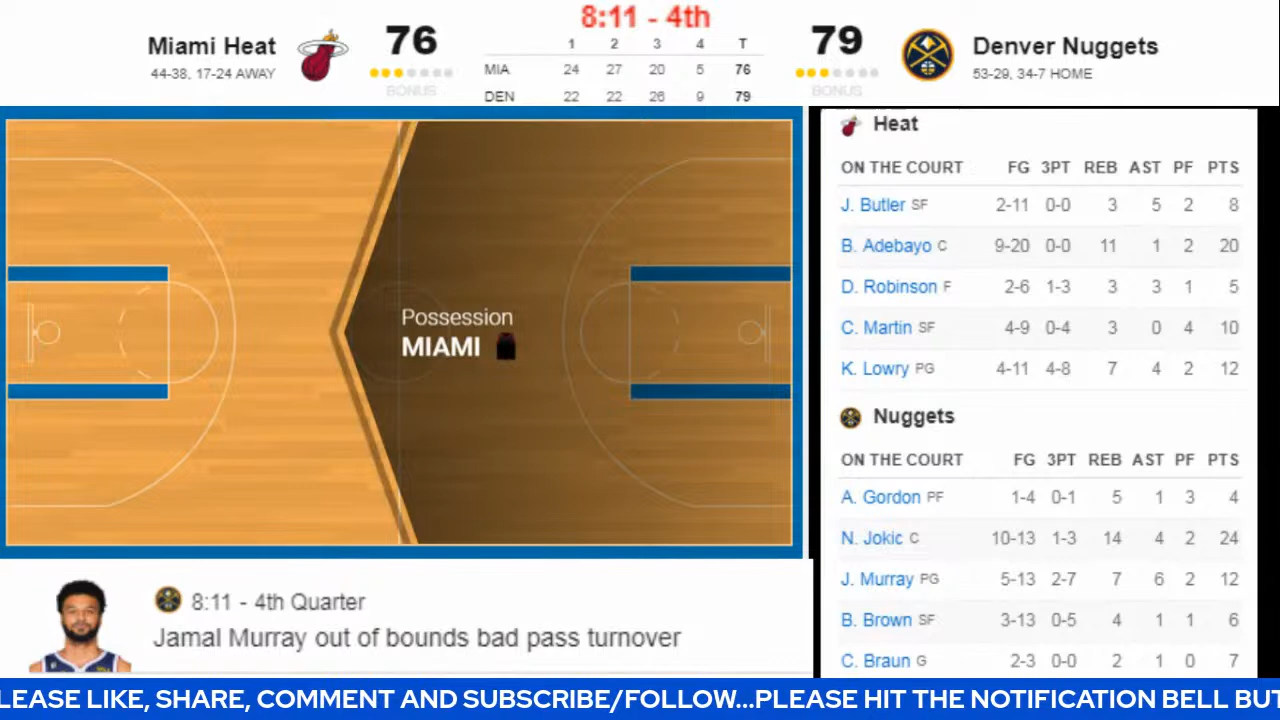 8:11 - 4th
Miami Heat
44-38, 17-24 AWAY
76
BONUS
1 2 3 4 T
MIA 24 27 20 5 76
DEN 22 22 26 9 79
79
BONUS
Denver Nuggets
53-29, 34-7 HOME
Possession
MIAMI
8:11 - 4th Quarter
Jamal Murray out of bounds bad pass turnover
Heat
ON THE COURT FG 3PT REB AST PF PTS
J. Butler SF 2-11 0-0 3 5 2 8
B. Adebayo C 9-20 0-0 11 1 2 20
D. Robinson F 2-6 1-3 3 3 1 5
C. Martin SF 4-9 0-4 3 0 4 10
K. Lowry PG 4-11 4-8 7 4 2 12
Nuggets
ON THE COURT FG 3PT REB AST PF PTS
A. Gordon PF 1-4 0-1 5 1 3 4
N. Jokic C 10-13 1-3 14 4 2 24
J. Murray PG 5-13 2-7 7 6 2 12
B. Brown SF 3-13 0-5 4 1 1 6
C. Braun G 2-3 0-0 2 1 0 7
LEASE LIKE, SHARE, COMMENT AND SUBSCRIBE/FOLLOW...PLEASE HIT THE NOTIFICATION BELL BUT